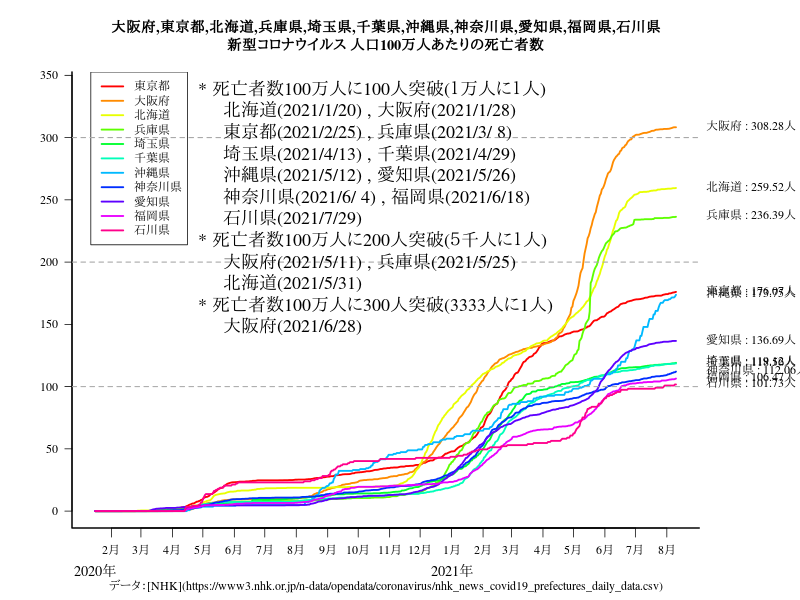 大阪府,東京都,北海道,兵庫県,埼玉県,千葉県,沖縄県,神奈川県,愛知県,福岡県,石川県
新型コロナウイルス 人口100万人あたりの死亡者数
350
300
250
200
150
100
50
0
東京都
大阪府
北海道
兵庫県
埼玉県
千葉県
沖縄県
神奈川県
愛知県
福岡県
石川県
* 死亡者数100万人に100人突破(1万人に1人)
北海道(2021/1/20) , 大阪府(2021/1/28)
東京都(2021/2/25) , 兵庫県(2021/3/ 8)
埼玉県(2021/4/13) , 千葉県(2021/4/29)
沖縄県(2021/5/12) , 愛知県(2021/5/26)
神奈川県(2021/6/ 4) , 福岡県(2021/6/18)
石川県(2021/7/29)
* 死亡者数100万人に200人突破(5千人に1人)
大阪府(2021/5/11) , 兵庫県(2021/5/25)
北海道(2021/5/31)
* 死亡者数100万人に300人突破(3333人に1人)
大阪府(2021/6/28)
大阪府 : 308.28人
北海道 : 259.52人
兵庫県 : 236.39人
愛知県 : 136.69人
石川県 : 101.75人
2月 3月 4月 5月 6月 7月 8月 9月 10月 11月 12月 1月 2月 3月 4月 5月 6月 7月 8月
2020年 2021年
データ:[NHK](https://www3.nhk.or.jp/n-data/opendata/coronavirus/nhk_news_covid19_prefectures_daily_data.csv)